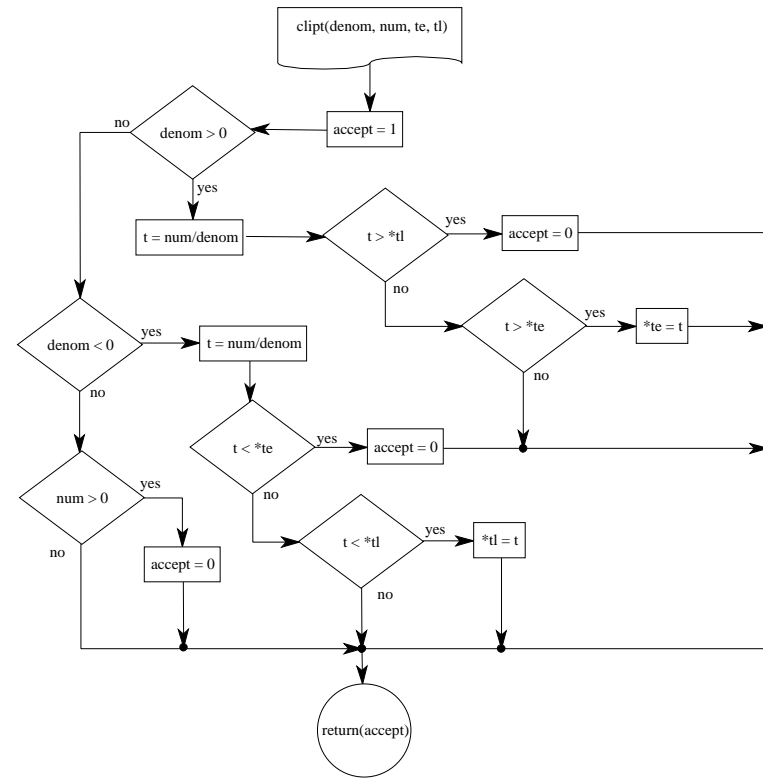 clipt(denom, num, te, tl)
accept = 1
denom > 0
no
yes
t = num/denom
t > *tl
yes
accept = 0
no
t > *te
yes
*te = t
no
denom < 0
yes
t = num/denom
no
t < *te
yes
accept = 0
no
num > 0
yes
no
accept = 0
t < *tl
yes
*tl = t
no
return(accept)